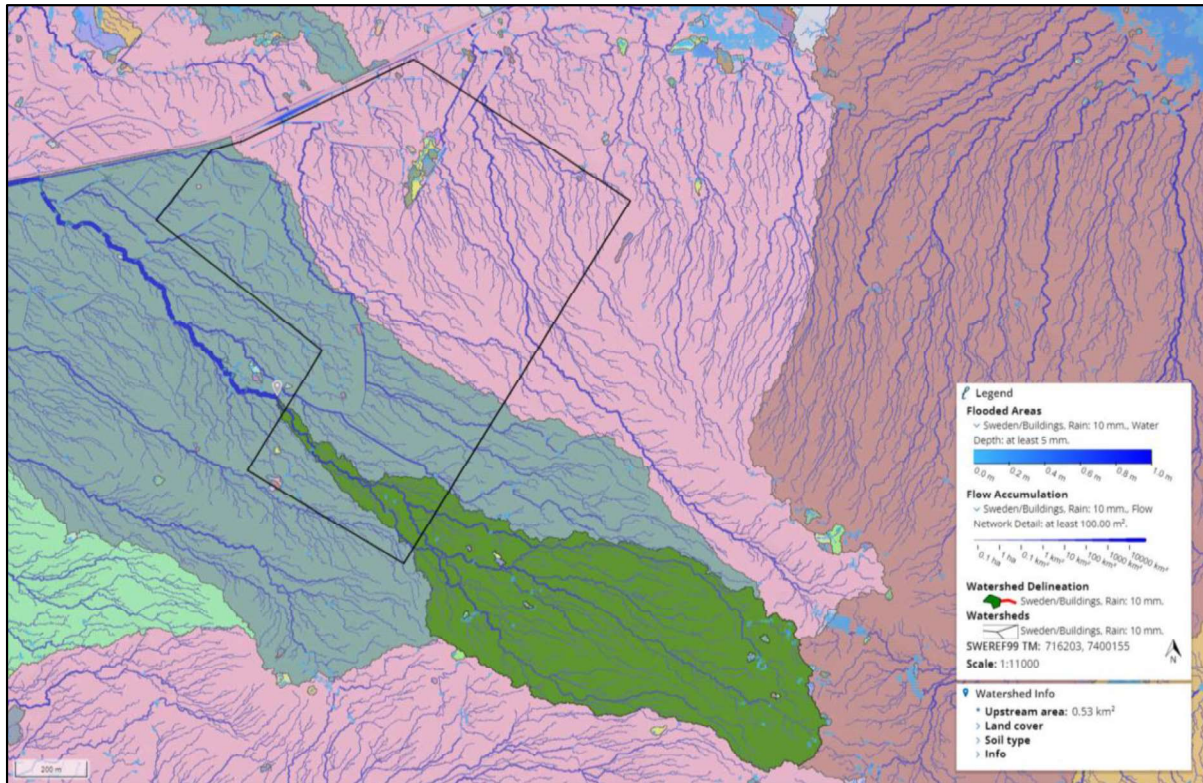 Legend
Flooded Areas
Sweden/Buildings, Rain: 10 mm., Water
Depth: at least 5 mm.
0.0 m 0.2 m 0.4 m 0.6 m 0.8 m 1.0 m
Flow Accumulation
Sweden/Buildings, Rain: 10 mm., Flow
Network Detail: at least 100.00 m².
0.1 ha 1 ha 0.1 km² 1 km² 10 km² 100 km² 1000 km² 10000 km²
Watershed Delineation
Sweden/Buildings, Rain: 10 mm.
Watersheds
Sweden/Buildings, Rain: 10 mm.
SWEREF99 TM: 716203, 7400155
Scale: 1:11000
N
Watershed Info
Upstream area: 0.53 km²
Land cover
Soil type
Info
200 m